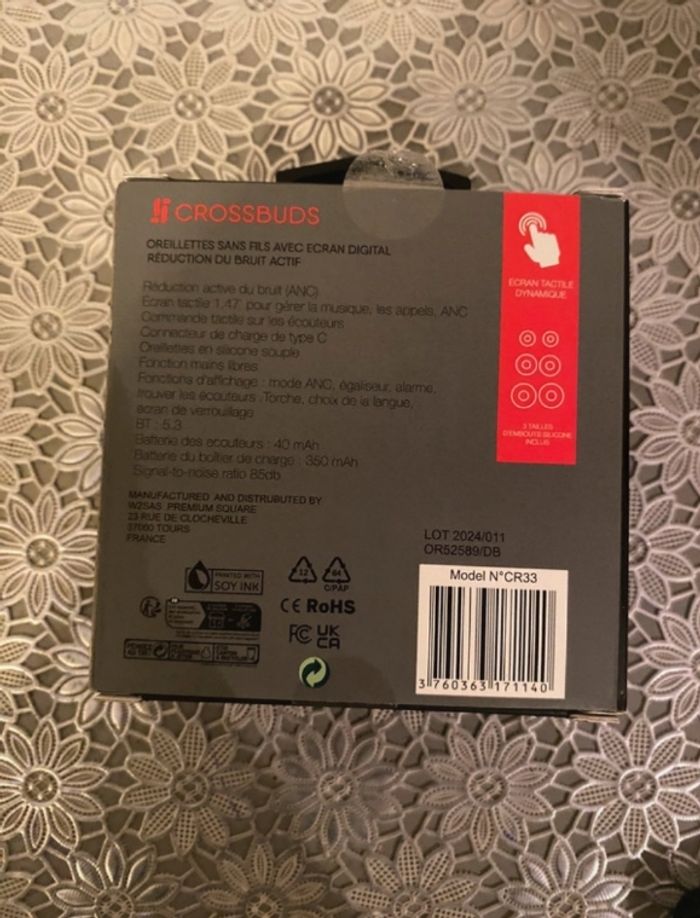 CROSSBUDS
OREILLETTES SANS FILS AVEC ECRAN DIGITAL
RÉDUCTION DU BRUIT ACTIF
Réduction active du bruit (ANC)
Ecran tactile 1.47" pour gérer la musique, les appels, ANC
Commande tactile sur les écouteurs
Connecteur de charge de type C
Oreillettes en silicone souple
Fonction mains libres
Fonctions d'affichage : mode ANC, égaliseur, alarme,
trouver les écouteurs .Torche, choix de la langue,
écran de verrouillage
BT : 5.3
Batterie des écouteurs : 40 mAh
Batterie du boîtier de charge : 350 mAh
Signal-to-noise ratio 85db
MANUFACTURED AND DISTRUBUTED BY
W2SAS PREMIUM SQUARE
23 RUE DE CLOCHEVILLE
37000 TOURS
FRANCE
ECRAN TACTILE
DYNAMIQUE
3 TAILLES
D'EMBOUTS SILICONE
INCLUS
PRINTED WITH
SOY INK
12
64
C/PAP
CE RoHS
FC UK
CA
LOT 2024/011
OR52589/DB
Model N°CR33
3 760363 171140